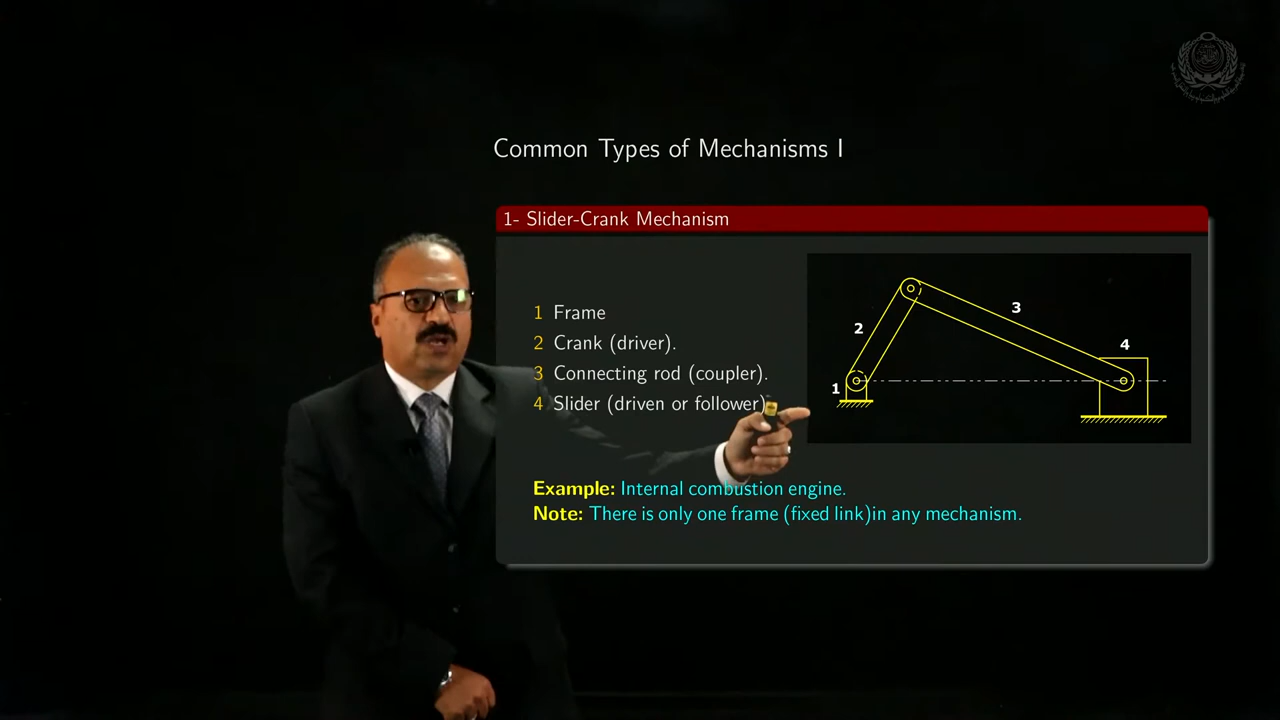 Common Types of Mechanisms I
1- Slider-Crank Mechanism
1 Frame
2 Crank (driver).
3 Connecting rod (coupler).
4 Slider (driven or follower)
1
2
3
4
Example: Internal combustion engine.
Note: There is only one frame (fixed link)in any mechanism.